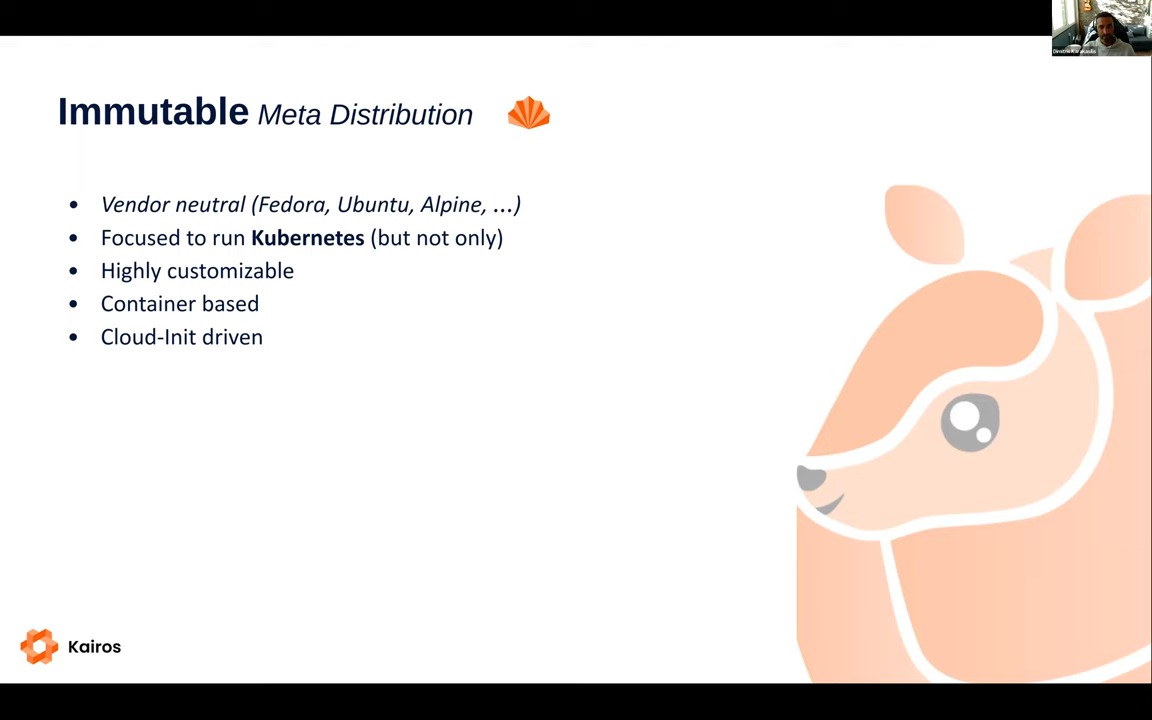 Immutable Meta Distribution
• Vendor neutral (Fedora, Ubuntu, Alpine, ...)
• Focused to run Kubernetes (but not only)
• Highly customizable
• Container based
• Cloud-Init driven
Kairos